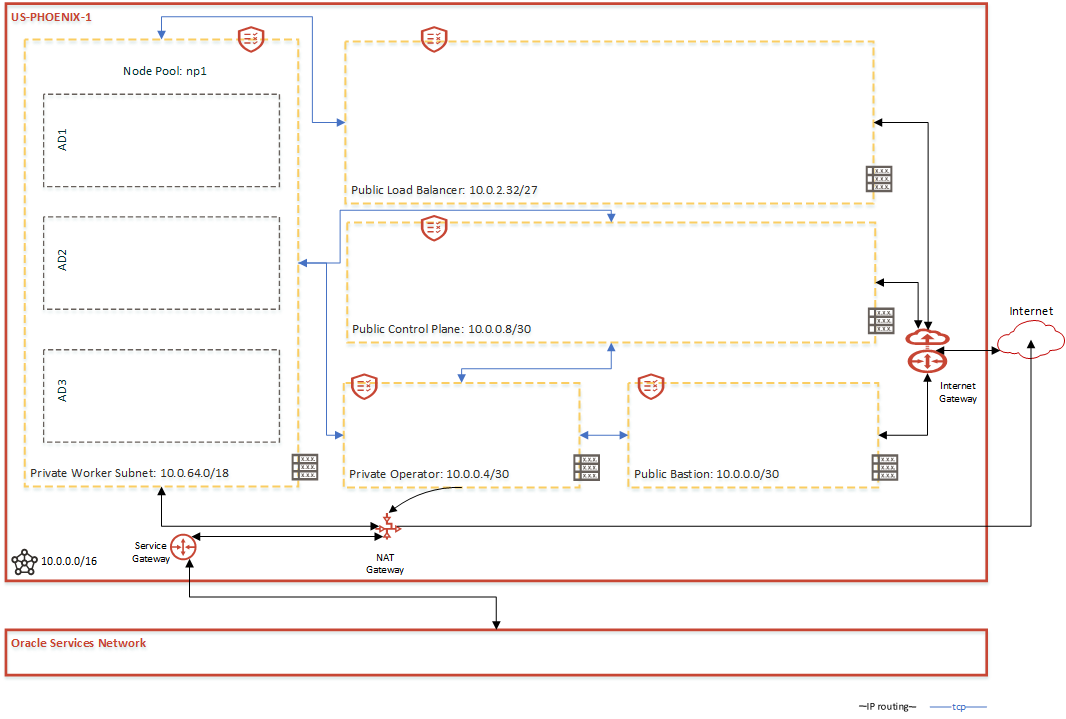 US-PHOENIX-1
Node Pool: np1
AD1
AD2
AD3
Private Worker Subnet: 10.0.64.0/18
Public Load Balancer: 10.0.2.32/27
Public Control Plane: 10.0.0.8/30
Private Operator: 10.0.0.4/30
Public Bastion: 10.0.0.0/30
Internet
Internet
Gateway
Service
Gateway
NAT
Gateway
10.0.0.0/16
Oracle Services Network
IP routing
tcp